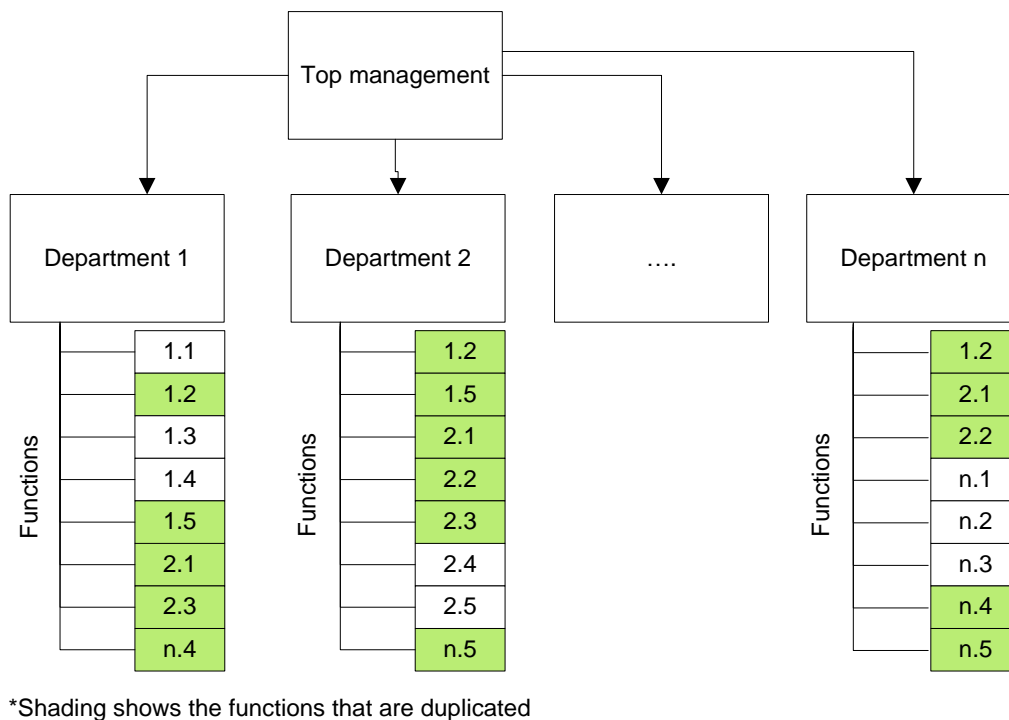 Top management
Department 1
Department 2
....
Department n
Functions
1.1
1.2
1.3
1.4
1.5
2.1
2.3
n.4
Functions
1.2
1.5
2.1
2.2
2.3
2.4
2.5
n.5
Functions
1.2
2.1
2.2
n.1
n.2
n.3
n.4
n.5
*Shading shows the functions that are duplicated